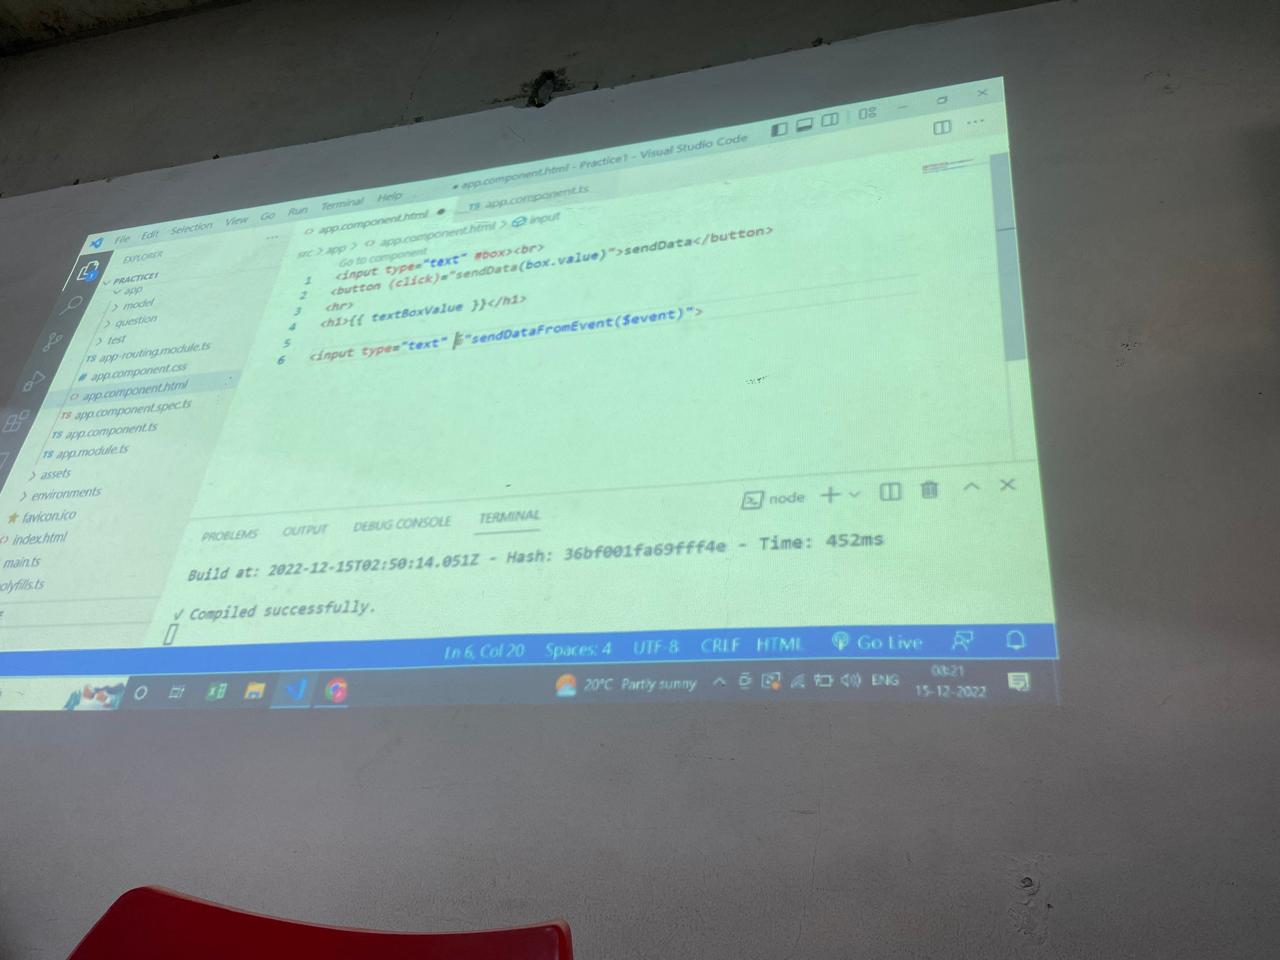 File Edit Selection View Go Run Terminal Help
● app.component.html - Practice1 - Visual Studio Code
EXPLORER
PRACTICE1
app
model
question
test
TS app-routing.module.ts
# app.component.css
<> app.component.html
TS app.component.spec.ts
TS app.component.ts
TS app.module.ts
assets
environments
favicon.ico
index.html
main.ts
olyfills.ts
<> app.component.html ●
TS app.component.ts
src > app > <> app.component.html > input
Go to component
1 <input type="text" #box><br>
2 <button (click)="sendData(box.value)">sendData</button>
3 <hr>
4 <h1>{{ textBoxValue }}</h1>
5
6 <input type="text" ="sendDataFromEvent($event)">
PROBLEMS OUTPUT DEBUG CONSOLE TERMINAL
node
Build at: 2022-12-15T02:50:14.051Z - Hash: 36bf001fa69fff4e - Time: 452ms
√ Compiled successfully.
Ln 6, Col 20 Spaces: 4 UTF-8 CRLF HTML Go Live
20°C Partly sunny ENG
08:21
15-12-2022